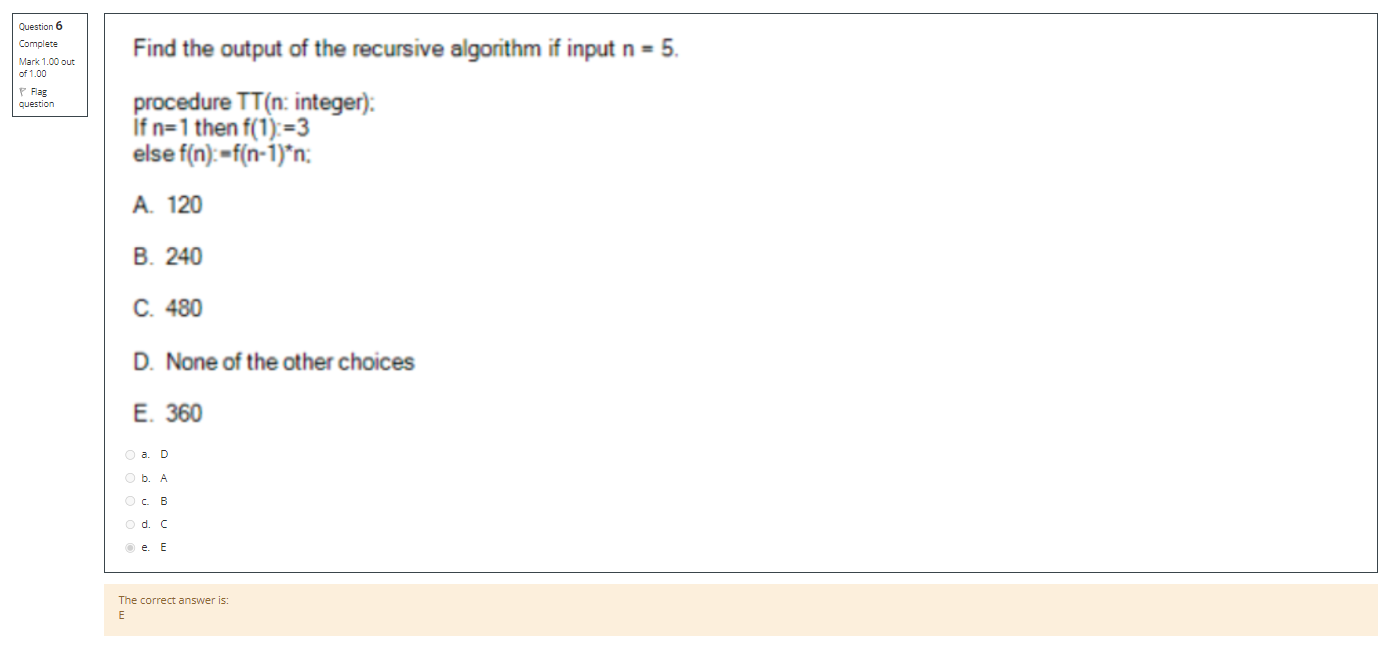 Question 6
Complete
Mark 1.00 out
of 1.00
Flag
question
Find the output of the recursive algorithm if input n = 5.
procedure TT(n: integer);
If n=1 then f(1):=3
else f(n):=f(n-1)*n;
A. 120
B. 240
C. 480
D. None of the other choices
E. 360
a. D
b. A
c. B
d. C
e. E
The correct answer is:
E